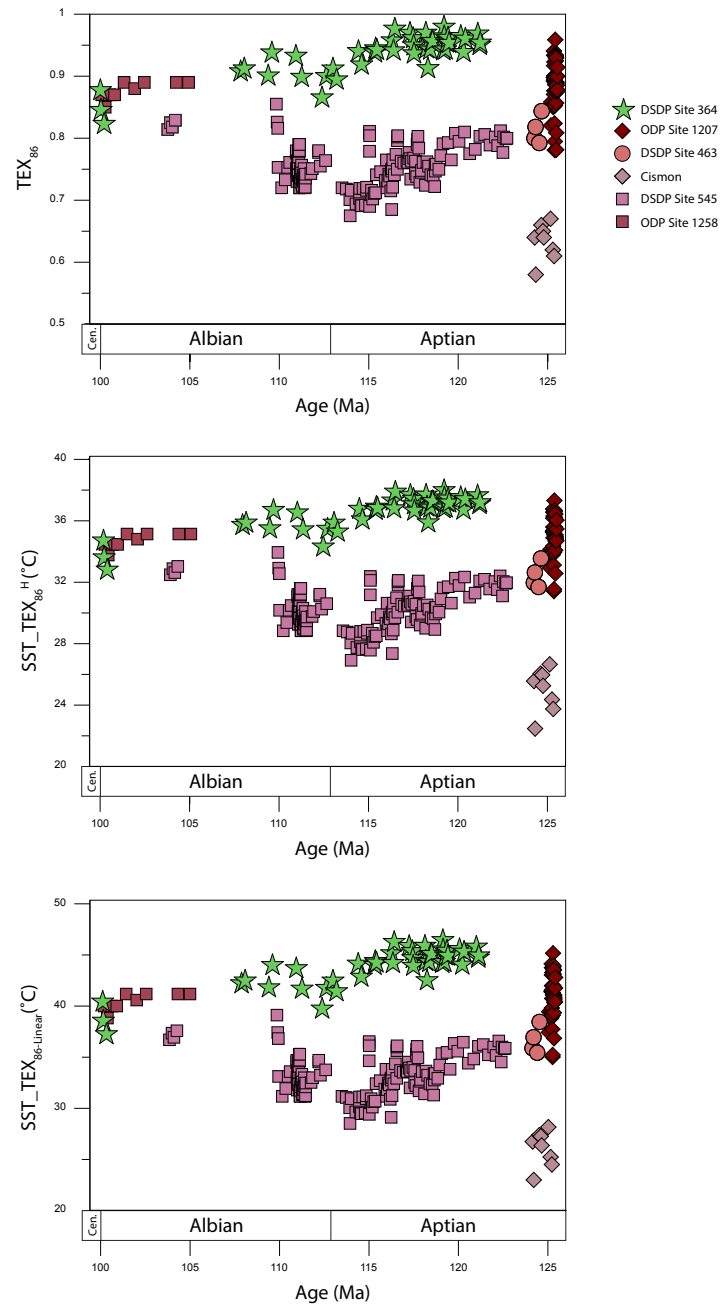 1
0.9
0.8
0.7
0.6
0.5
TEX86
DSDP Site 364
ODP Site 1207
DSDP Site 463
Cismon
DSDP Site 545
ODP Site 1258
Cen.
Albian
Aptian
100
105
110
115
120
125
Age (Ma)
40
36
32
28
24
20
SST_TEX86H (°C)
Cen.
Albian
Aptian
100
105
110
115
120
125
Age (Ma)
50
40
30
20
SST_TEX86-Linear(°C)
Cen.
Albian
Aptian
100
105
110
115
120
125
Age (Ma)